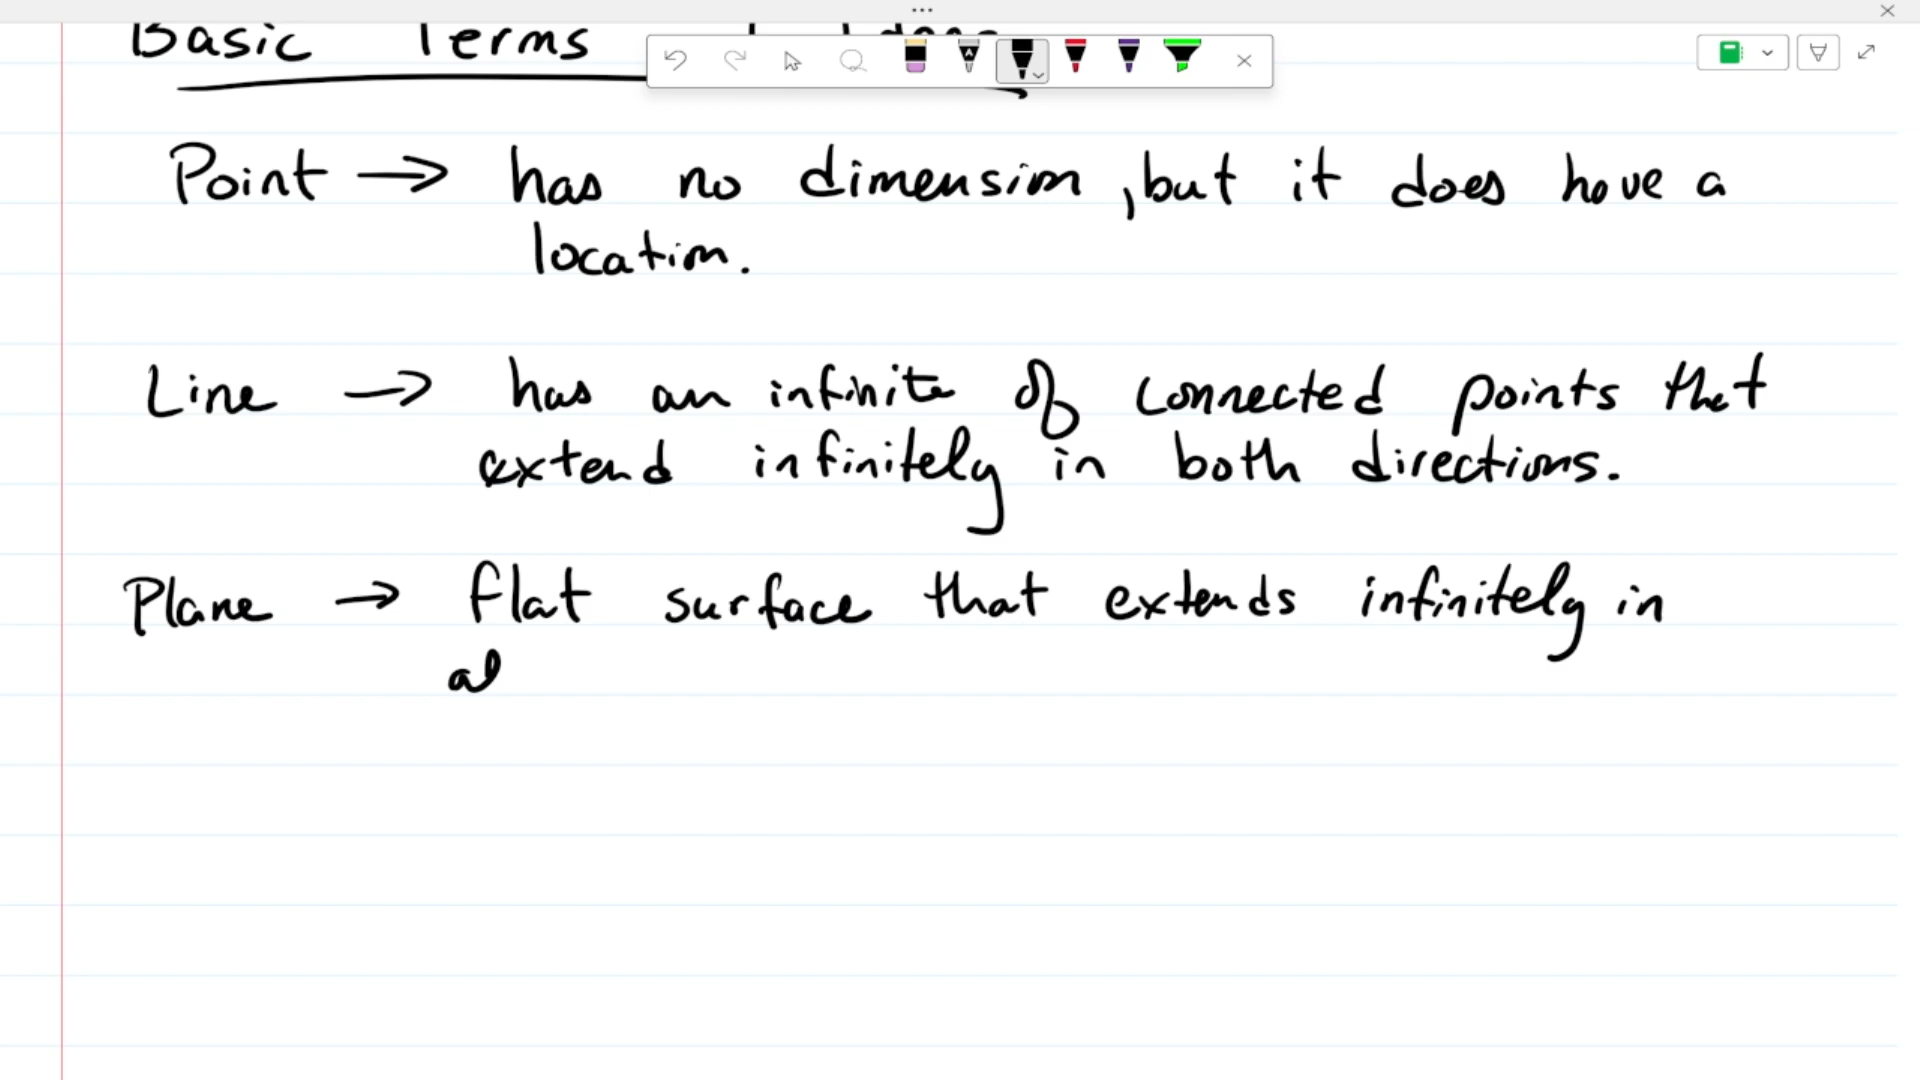 Basic Terms
Point → has no dimension, but it does have a
location.
Line → has an infinite of connected points that
extend infinitely in both directions.
Plane → flat surface that extends infinitely in
al